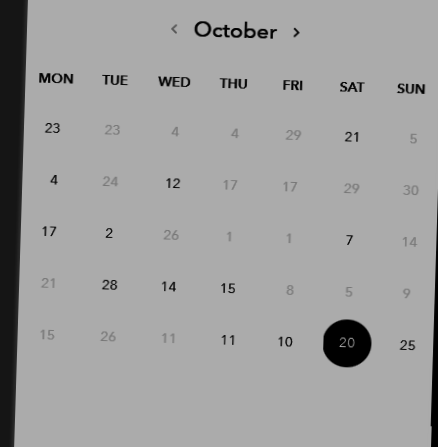 ‹ October ›
MON TUE WED THU FRI SAT SUN
23 23 4 4 29 21 5
4 24 12 17 17 29 30
17 2 26 1 1 7 14
21 28 14 15 8 5 9
15 26 11 11 10 20 25